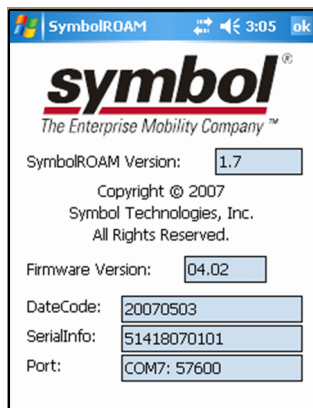 SymbolROAM 3:05 ok
symbol®
The Enterprise Mobility Company ™
SymbolROAM Version: 1.7
Copyright © 2007
Symbol Technologies, Inc.
All Rights Reserved.
Firmware Version: 04.02
DateCode: 20070503
SerialInfo: 51418070101
Port: COM7: 57600